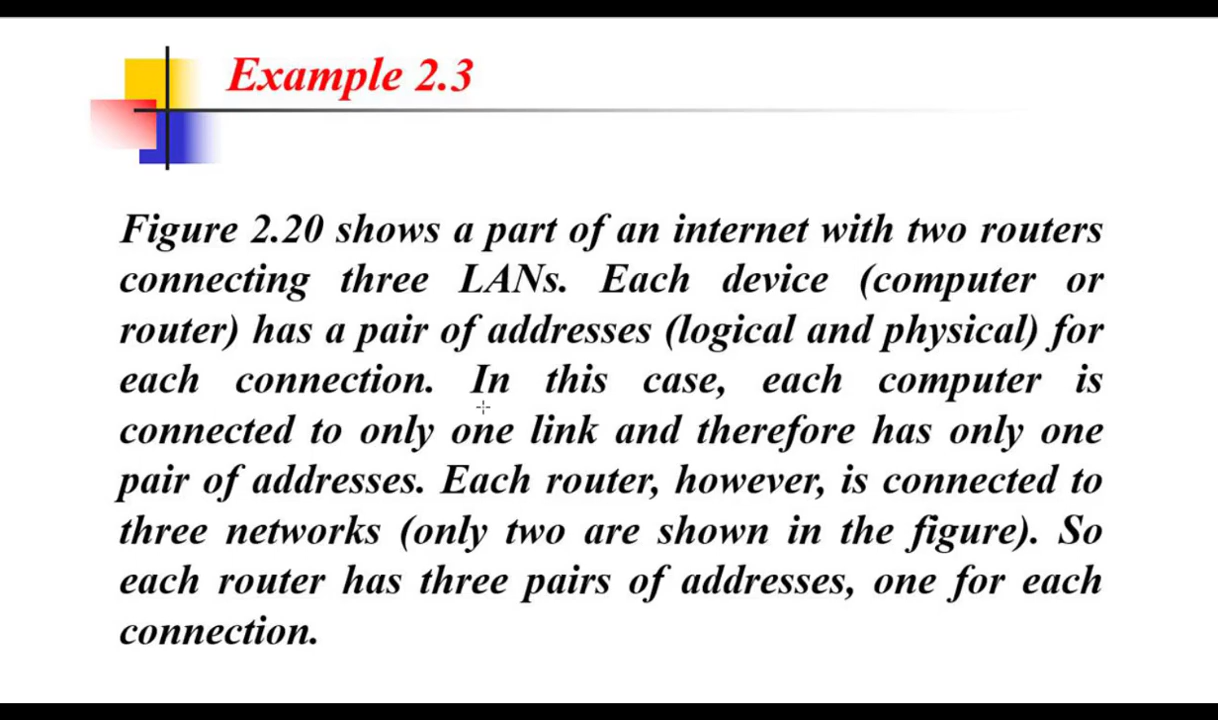 Example 2.3
Figure 2.20 shows a part of an internet with two routers
connecting three LANs. Each device (computer or
router) has a pair of addresses (logical and physical) for
each connection. In this case, each computer is
connected to only one link and therefore has only one
pair of addresses. Each router, however, is connected to
three networks (only two are shown in the figure). So
each router has three pairs of addresses, one for each
connection.